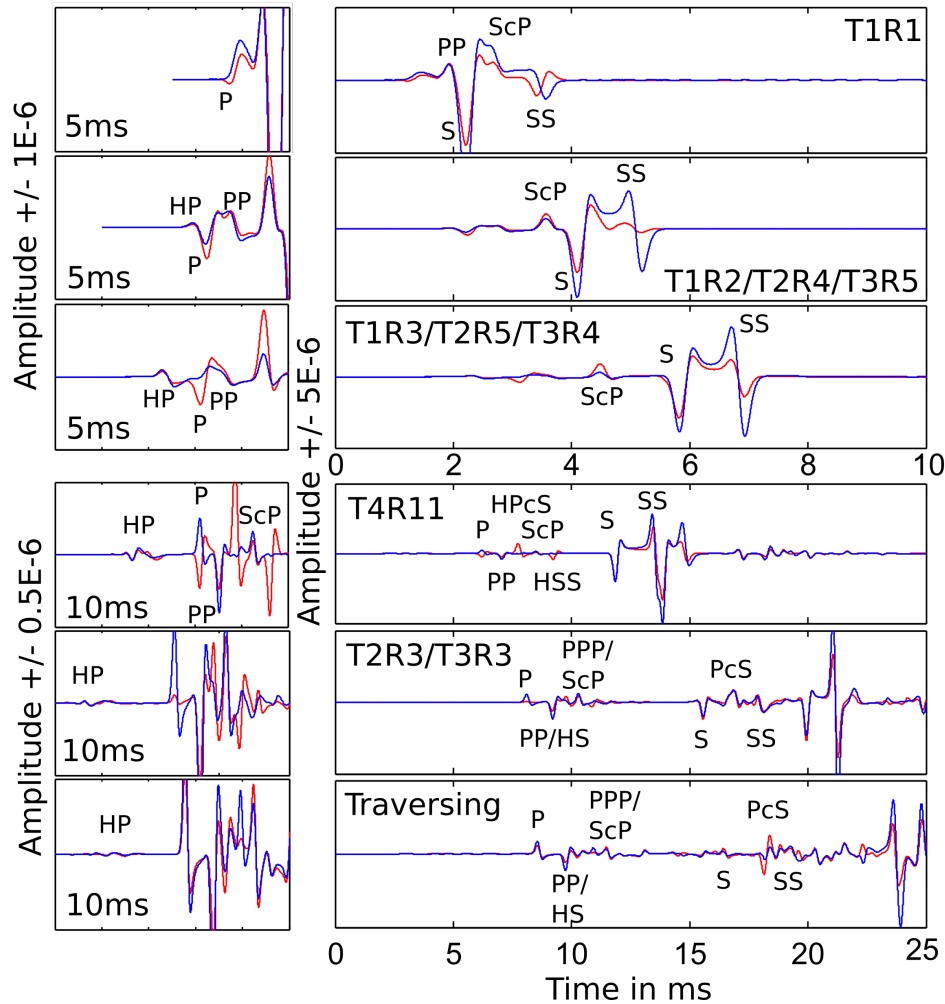 Amplitude +/- 1E-6
P
5ms
PP
ScP
S
SS
T1R1
HP
PP
P
5ms
ScP
SS
S
T1R2/T2R4/T3R5
HP
P
PP
5ms
T1R3/T2R5/T3R4
S
SS
ScP
0 2 4 6 8 10
Amplitude +/- 5E-6
Amplitude +/- 0.5E-6
HP
P
ScP
PP
10ms
T4R11
P
HPcS
ScP
PP
HSS
S
SS
HP
10ms
T2R3/T3R3
P
PPP/
ScP
PP/HS
PcS
S
SS
HP
10ms
Traversing
P
PPP/
ScP
PP/
HS
PcS
S
SS
0 5 10 15 20 25
Time in ms